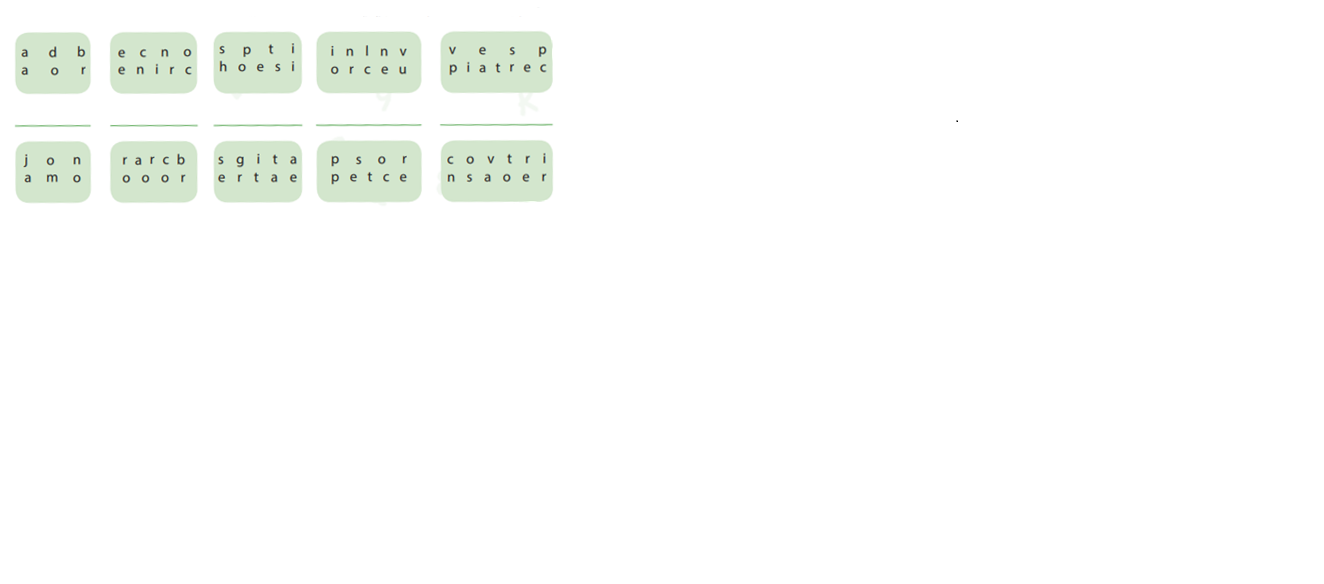 a d b
a o r
e c n o
e n i r c
s p t i
h o e s i
i n l n v
o r c e u
v e s p
p i a t r e c
j o n
a m o
r a r c b
o o o r
s g i t a
e r t a e
p s o r
p e t c e
c o v t r i
n s a o e r